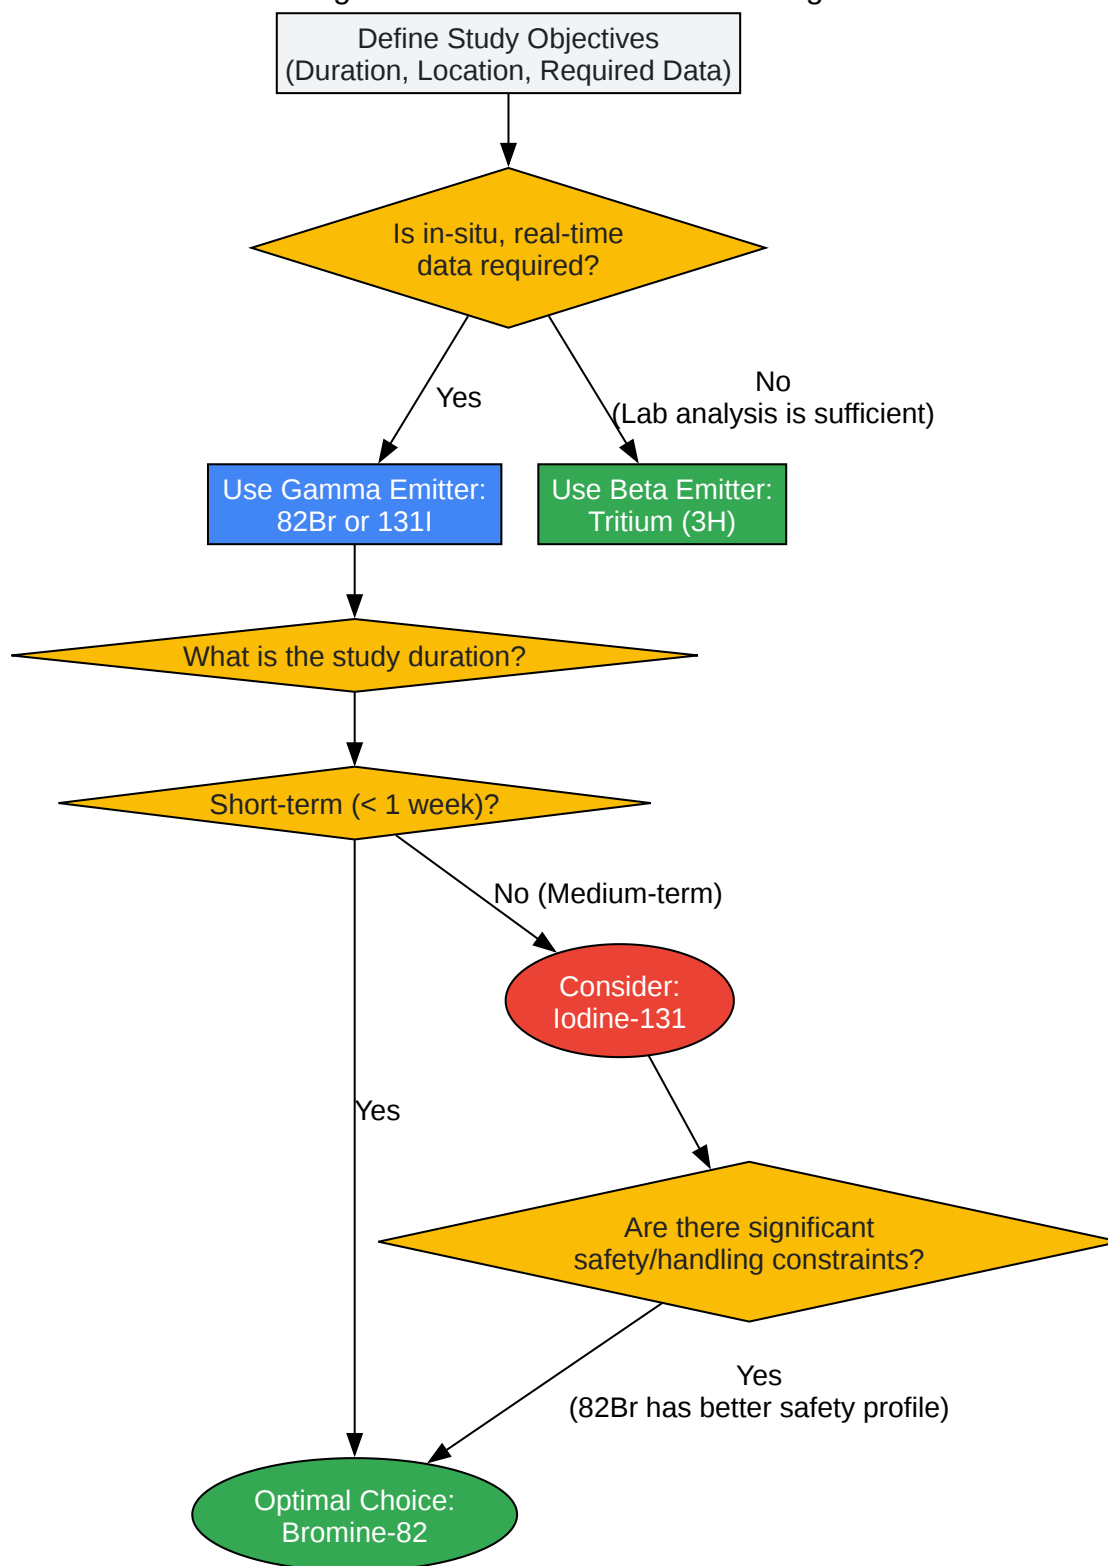 Define Study Objectives
(Duration, Location, Required Data)
Is in-situ, real-time
data required?
Yes
No
(Lab analysis is sufficient)
Use Gamma Emitter:
82Br or 131I
Use Beta Emitter:
Tritium (3H)
What is the study duration?
Short-term (< 1 week)?
No (Medium-term)
Consider:
Iodine-131
Yes
Are there significant
safety/handling constraints?
Yes
(82Br has better safety profile)
Optimal Choice:
Bromine-82